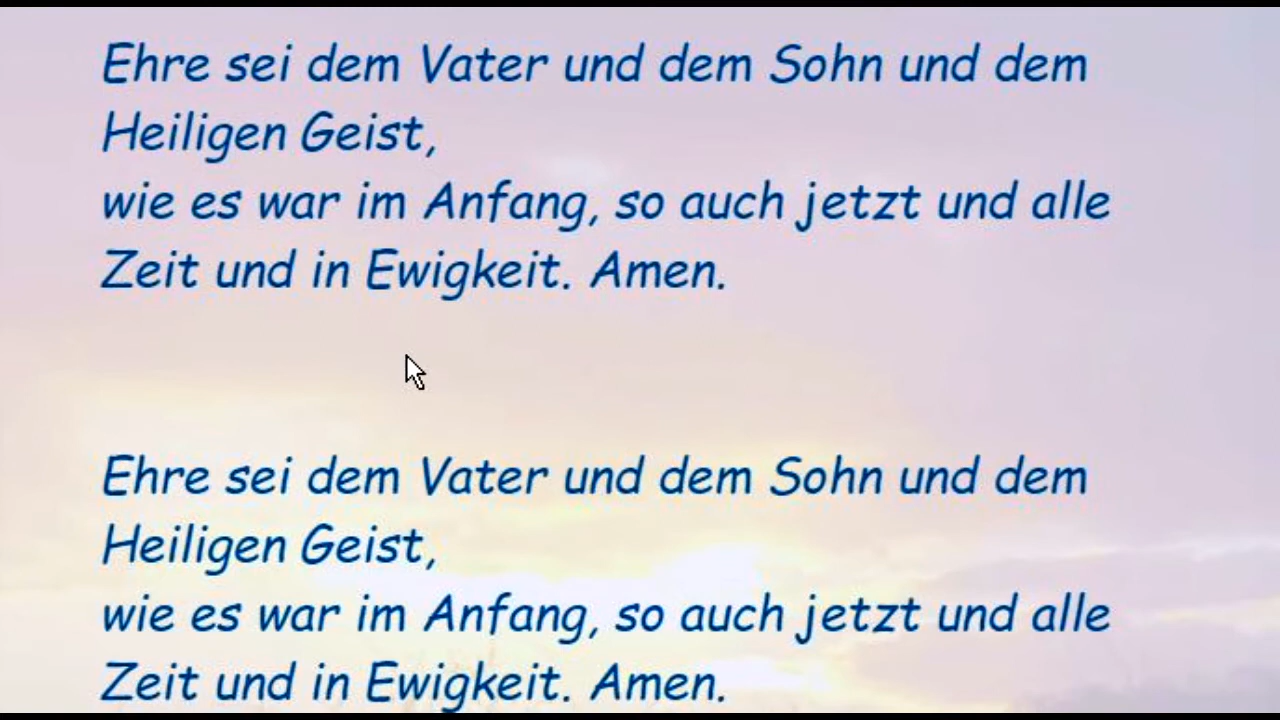 Ehre sei dem Vater und dem Sohn und dem
Heiligen Geist,
wie es war im Anfang, so auch jetzt und alle
Zeit und in Ewigkeit. Amen.
Ehre sei dem Vater und dem Sohn und dem
Heiligen Geist,
wie es war im Anfang, so auch jetzt und alle
Zeit und in Ewigkeit. Amen.